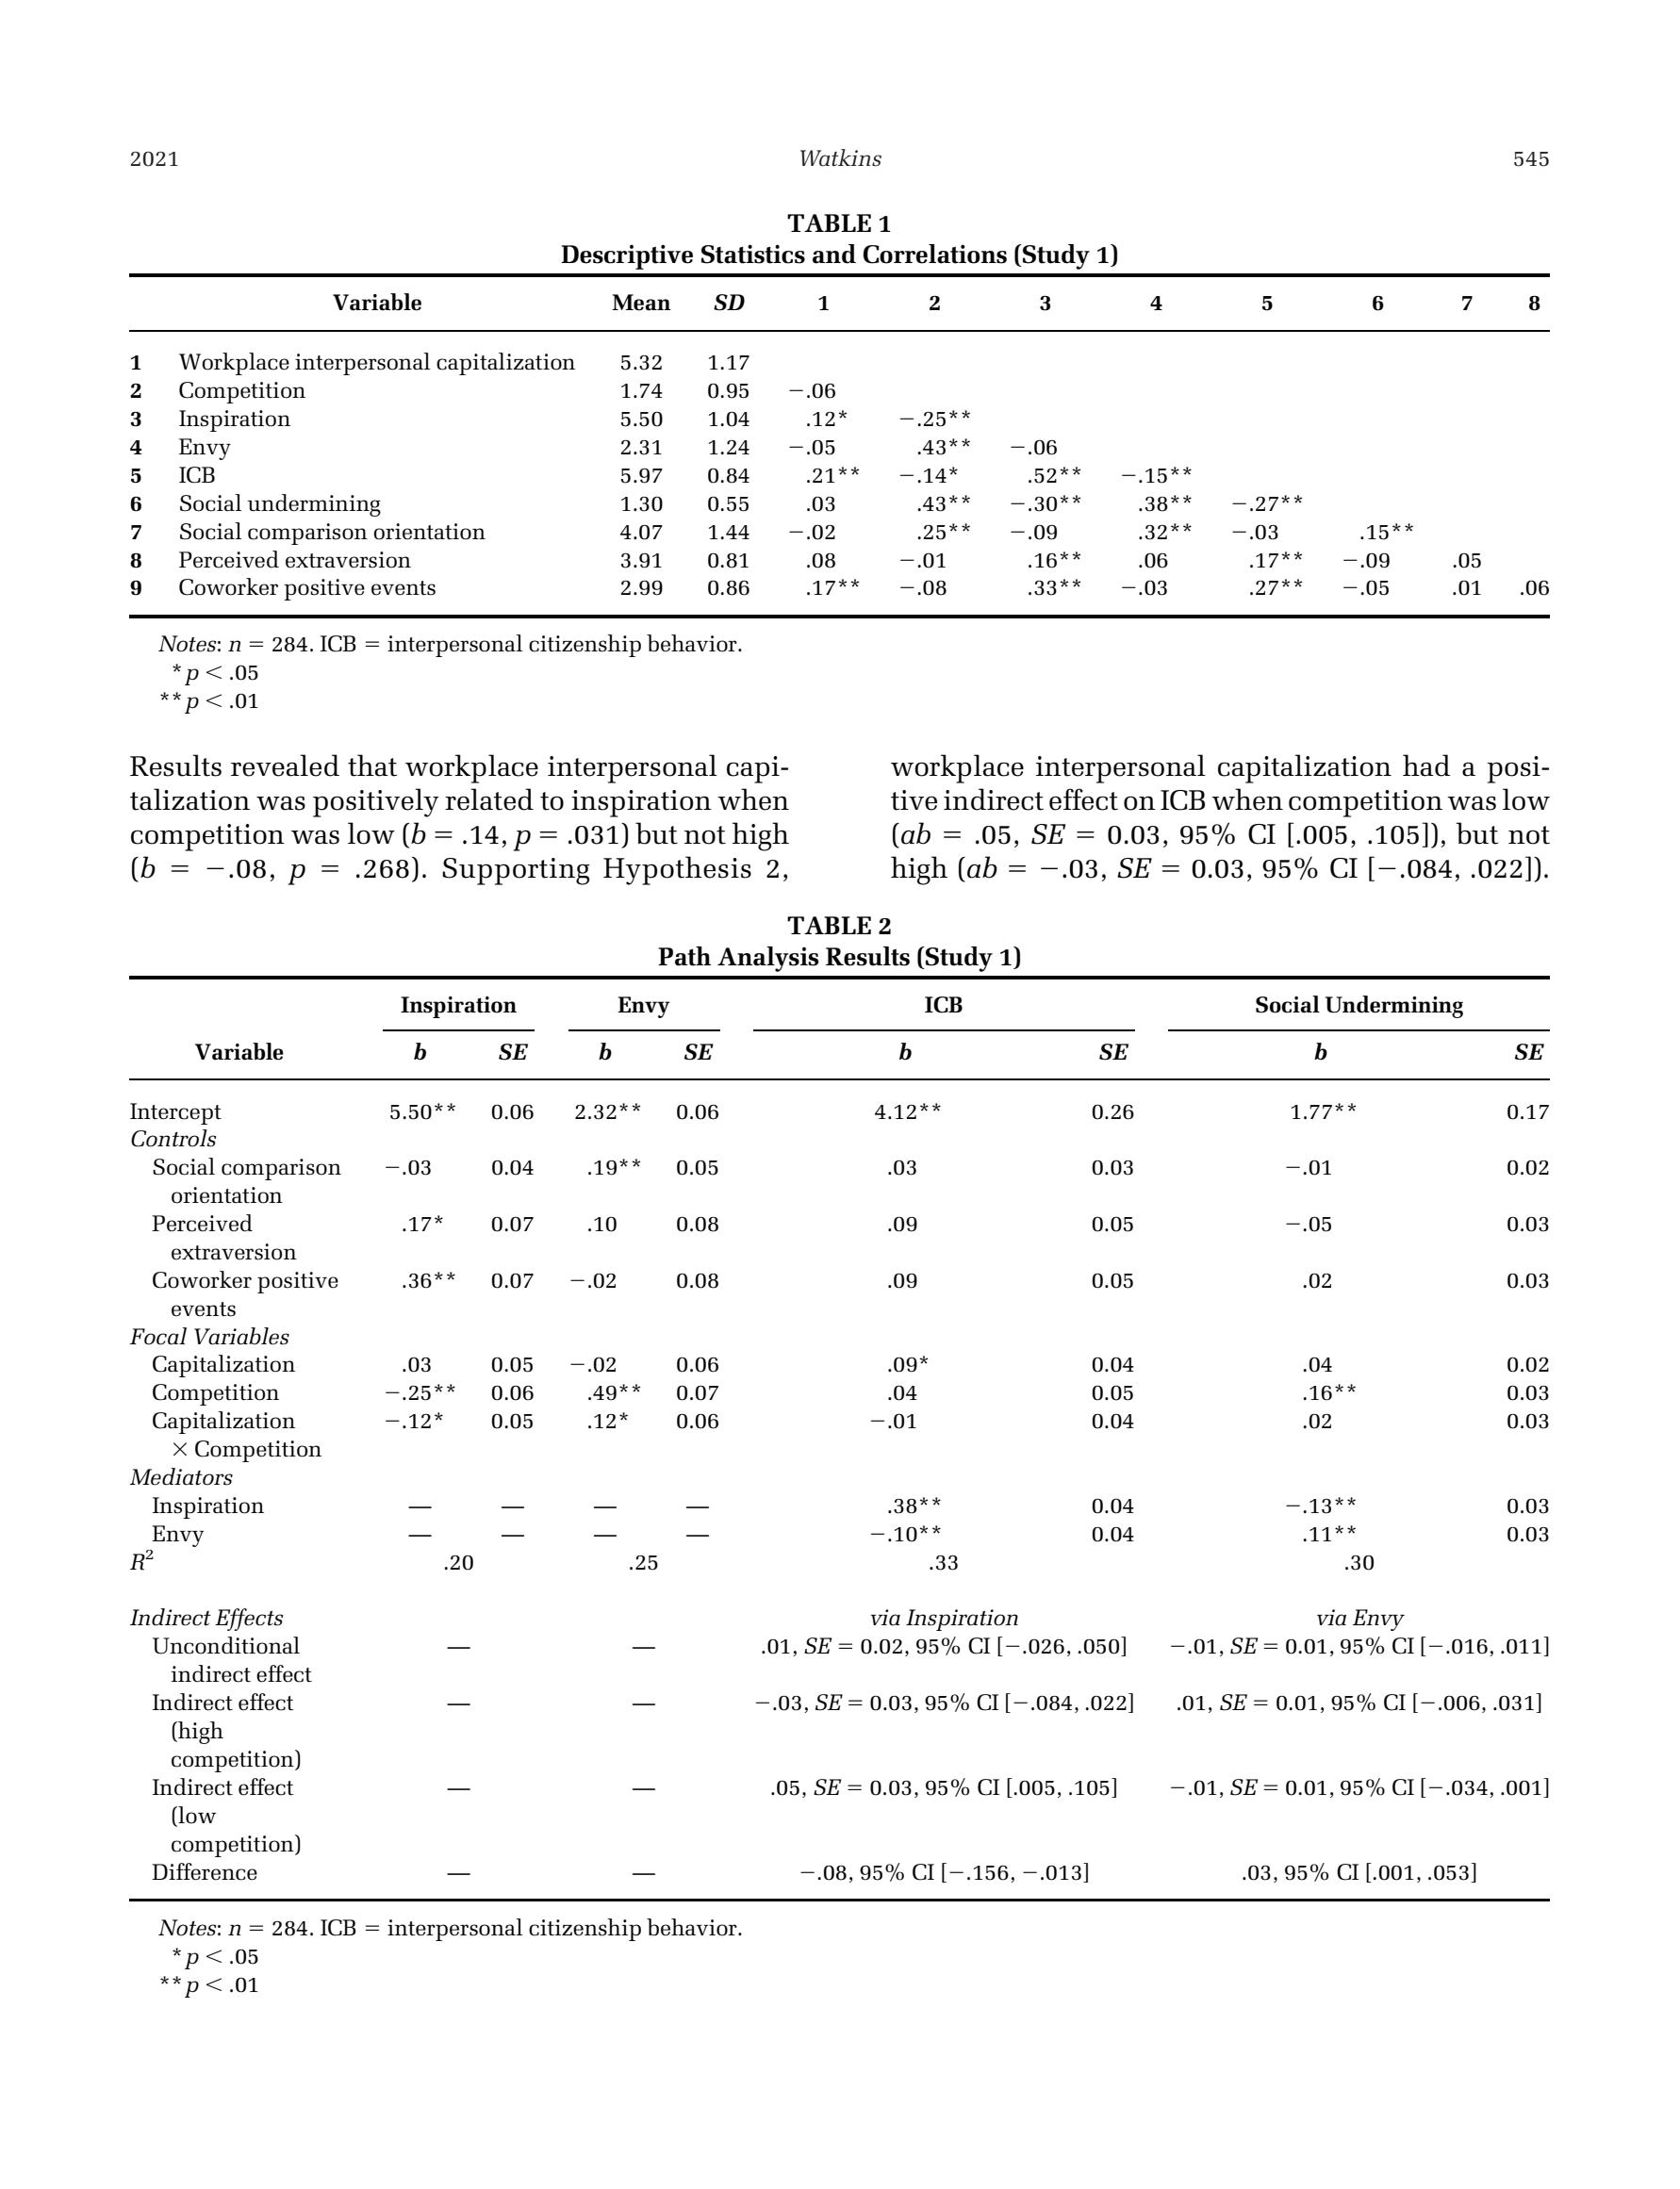 2021 Watkins 545
TABLE 1
Descriptive Statistics and Correlations (Study 1)
Variable Mean SD 1 2 3 4 5 6 7 8
1 Workplace interpersonal capitalization 5.32 1.17
2 Competition 1.74 0.95 −.06
3 Inspiration 5.50 1.04 .12* −.25**
4 Envy 2.31 1.24 −.05 .43** −.06
5 ICB 5.97 0.84 .21** −.14* .52** −.15**
6 Social undermining 1.30 0.55 .03 .43** −.30** .38** −.27**
7 Social comparison orientation 4.07 1.44 −.02 .25** −.09 .32** −.03 .15**
8 Perceived extraversion 3.91 0.81 .08 −.01 .16** .06 .17** −.09 .05
9 Coworker positive events 2.99 0.86 .17** −.08 .33** −.03 .27** −.05 .01 .06
Notes: n = 284. ICB = interpersonal citizenship behavior.
*p < .05
**p < .01
Results revealed that workplace interpersonal capi-
talization was positively related to inspiration when
competition was low (b = .14, p = .031) but not high
(b = −.08, p = .268). Supporting Hypothesis 2,
workplace interpersonal capitalization had a posi-
tive indirect effect on ICB when competition was low
(ab = .05, SE = 0.03, 95% CI [.005, .105]), but not
high (ab = −.03, SE = 0.03, 95% CI [−.084, .022]).
TABLE 2
Path Analysis Results (Study 1)
Inspiration Envy ICB Social Undermining
Variable b SE b SE b SE b SE
Intercept 5.50** 0.06 2.32** 0.06 4.12** 0.26 1.77** 0.17
Controls
Social comparison −.03 0.04 .19** 0.05 .03 0.03 −.01 0.02
orientation
Perceived .17* 0.07 .10 0.08 .09 0.05 −.05 0.03
extraversion
Coworker positive .36** 0.07 −.02 0.08 .09 0.05 .02 0.03
events
Focal Variables
Capitalization .03 0.05 −.02 0.06 .09* 0.04 .04 0.02
Competition −.25** 0.06 .49** 0.07 .04 0.05 .16** 0.03
Capitalization −.12* 0.05 .12* 0.06 −.01 0.04 .02 0.03
× Competition
Mediators
Inspiration — — — — .38** 0.04 −.13** 0.03
Envy — — — — −.10** 0.04 .11** 0.03
R² .20 .25 .33 .30
Indirect Effects via Inspiration via Envy
Unconditional — — .01, SE = 0.02, 95% CI [−.026, .050] −.01, SE = 0.01, 95% CI [−.016, .011]
indirect effect
Indirect effect — — −.03, SE = 0.03, 95% CI [−.084, .022] .01, SE = 0.01, 95% CI [−.006, .031]
(high
competition)
Indirect effect — — .05, SE = 0.03, 95% CI [.005, .105] −.01, SE = 0.01, 95% CI [−.034, .001]
(low
competition)
Difference — — −.08, 95% CI [−.156, −.013] .03, 95% CI [.001, .053]
Notes: n = 284. ICB = interpersonal citizenship behavior.
*p < .05
**p < .01